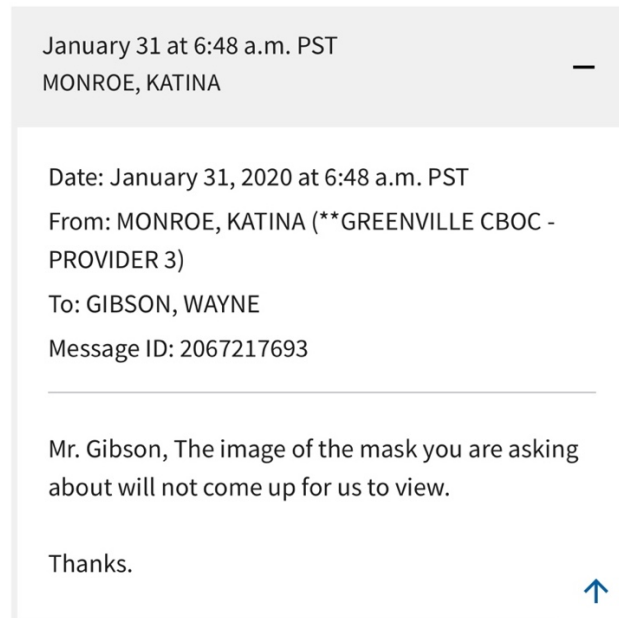 January 31 at 6:48 a.m. PST
MONROE, KATINA
Date: January 31, 2020 at 6:48 a.m. PST
From: MONROE, KATINA (**GREENVILLE CBOC -
PROVIDER 3)
To: GIBSON, WAYNE
Message ID: 2067217693
Mr. Gibson, The image of the mask you are asking
about will not come up for us to view.
Thanks.